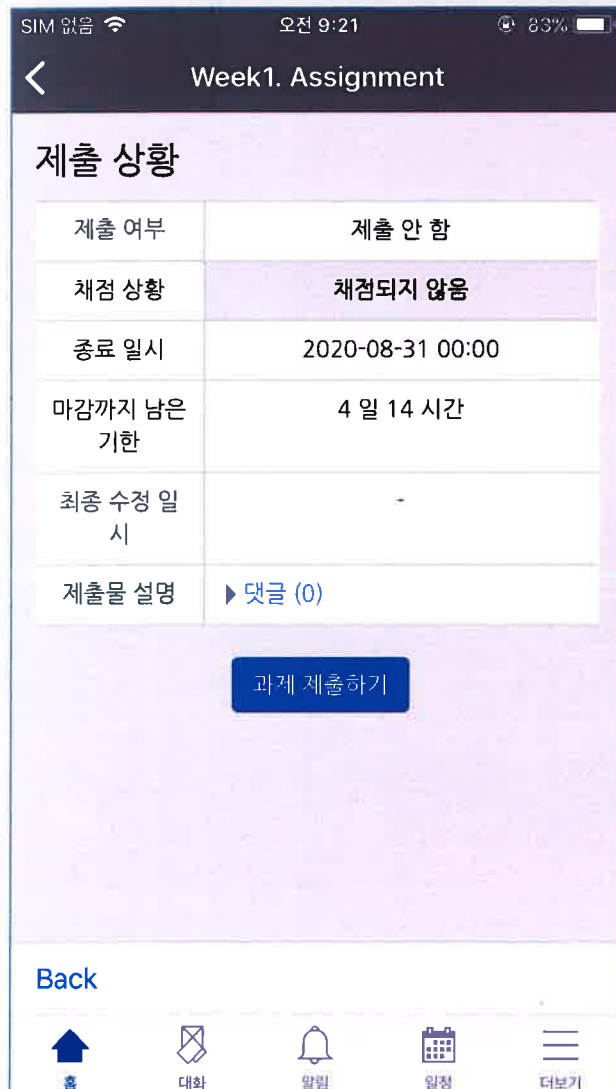 SIM 없음 오전 9:21 83%
Week1. Assignment
제출 상황
제출 여부 제출 안 함
채점 상황 채점되지 않음
종료 일시 2020-08-31 00:00
마감까지 남은 4 일 14 시간
기한
최종 수정 일 -
시
제출물 설명 ▶ 댓글 (0)
과제 제출하기
Back
홈 대화 알림 일정 더보기